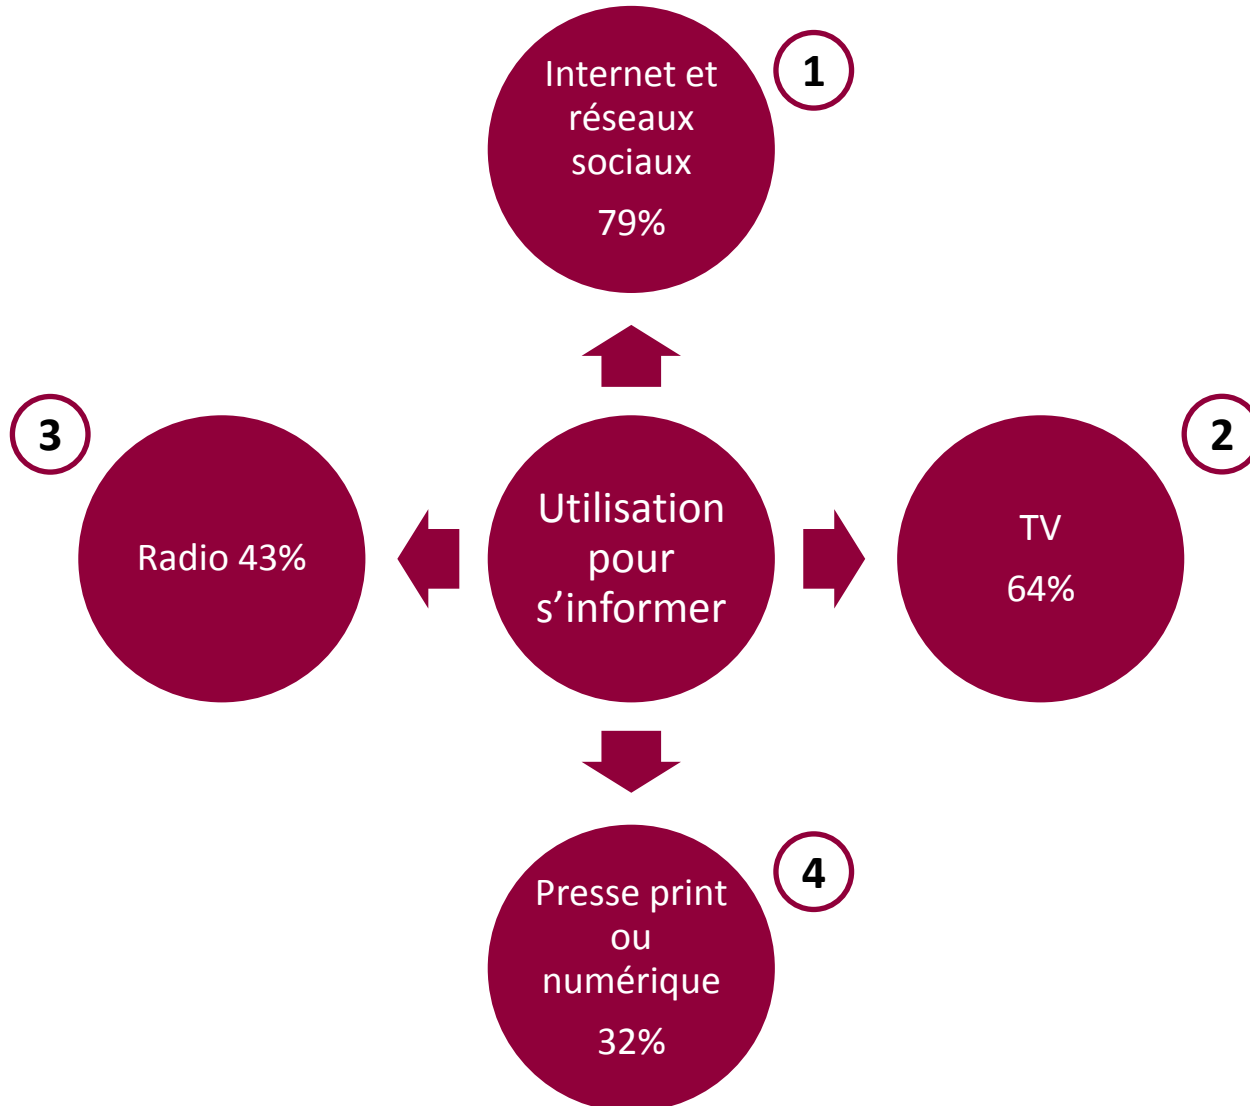 Internet et
réseaux
sociaux
79%
1
3
Radio 43%
Utilisation
pour
s’informer
2
TV
64%
4
Presse print
ou
numérique
32%